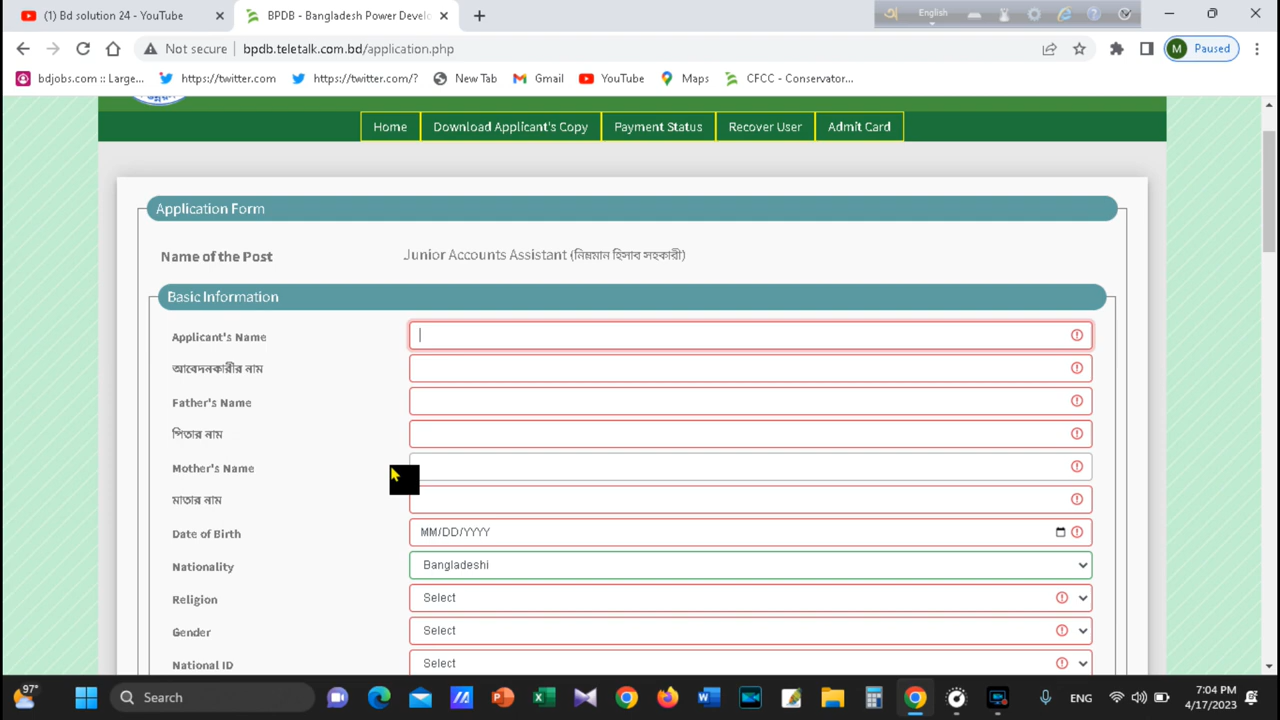 (1) Bd solution 24 - YouTube
BPDB - Bangladesh Power Develo
English
Not secure
bpdb.teletalk.com.bd/application.php
M Paused
bdjobs.com :: Large...
https://twitter.com
https://twitter.com/?
New Tab
Gmail
YouTube
Maps
CFCC - Conservator...
Home
Download Applicant's Copy
Payment Status
Recover User
Admit Card
Application Form
Name of the Post
Junior Accounts Assistant (নিম্নমান হিসাব সহকারী)
Basic Information
Applicant's Name
আবেদনকারীর নাম
Father's Name
পিতার নাম
Mother's Name
মাতার নাম
Date of Birth
MM/DD/YYYY
Nationality
Bangladeshi
Religion
Select
Gender
Select
National ID
Select
97°
Search
ENG
7:04 PM
4/17/2023